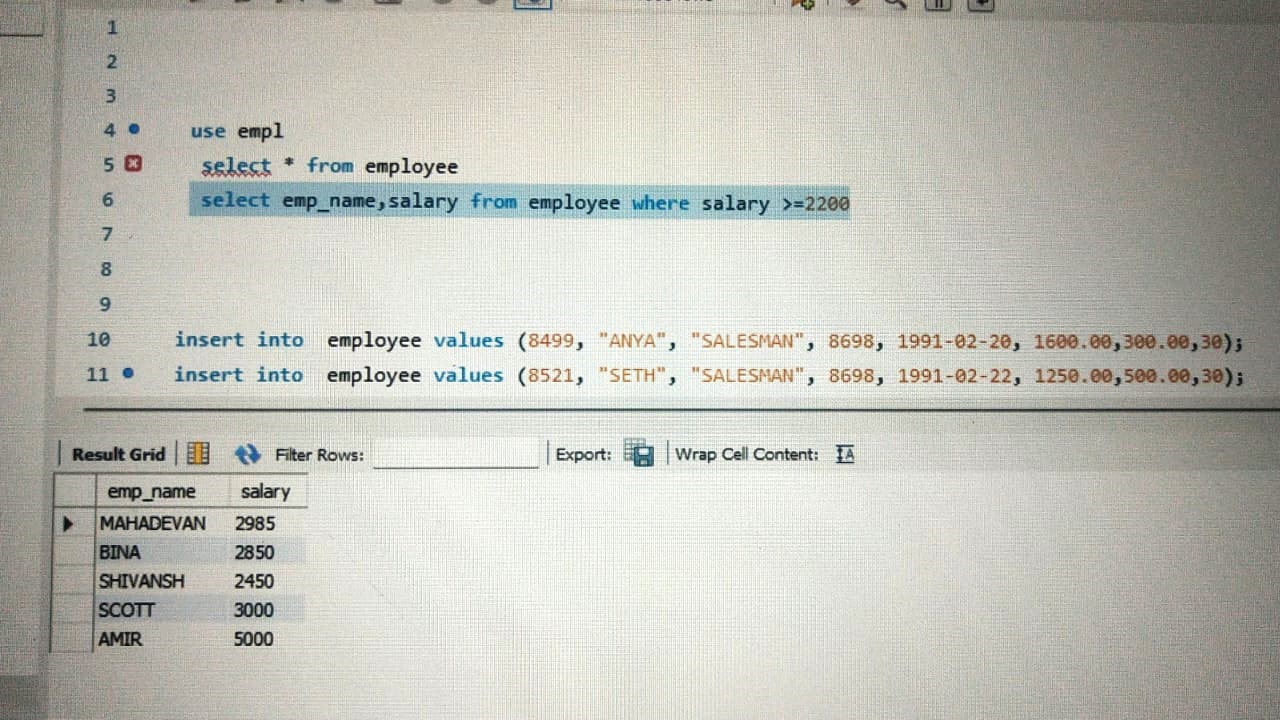 1
2
3
4 use empl
5 select * from employee
6 select emp_name,salary from employee where salary >=2200
7
8
9
10 insert into employee values (8499, "ANYA", "SALESMAN", 8698, 1991-02-20, 1600.00,300.00,30);
11 insert into employee values (8521, "SETH", "SALESMAN", 8698, 1991-02-22, 1250.00,500.00,30);
Result Grid Filter Rows: Export: Wrap Cell Content: IA
emp_name salary
MAHADEVAN 2985
BINA 2850
SHIVANSH 2450
SCOTT 3000
AMIR 5000